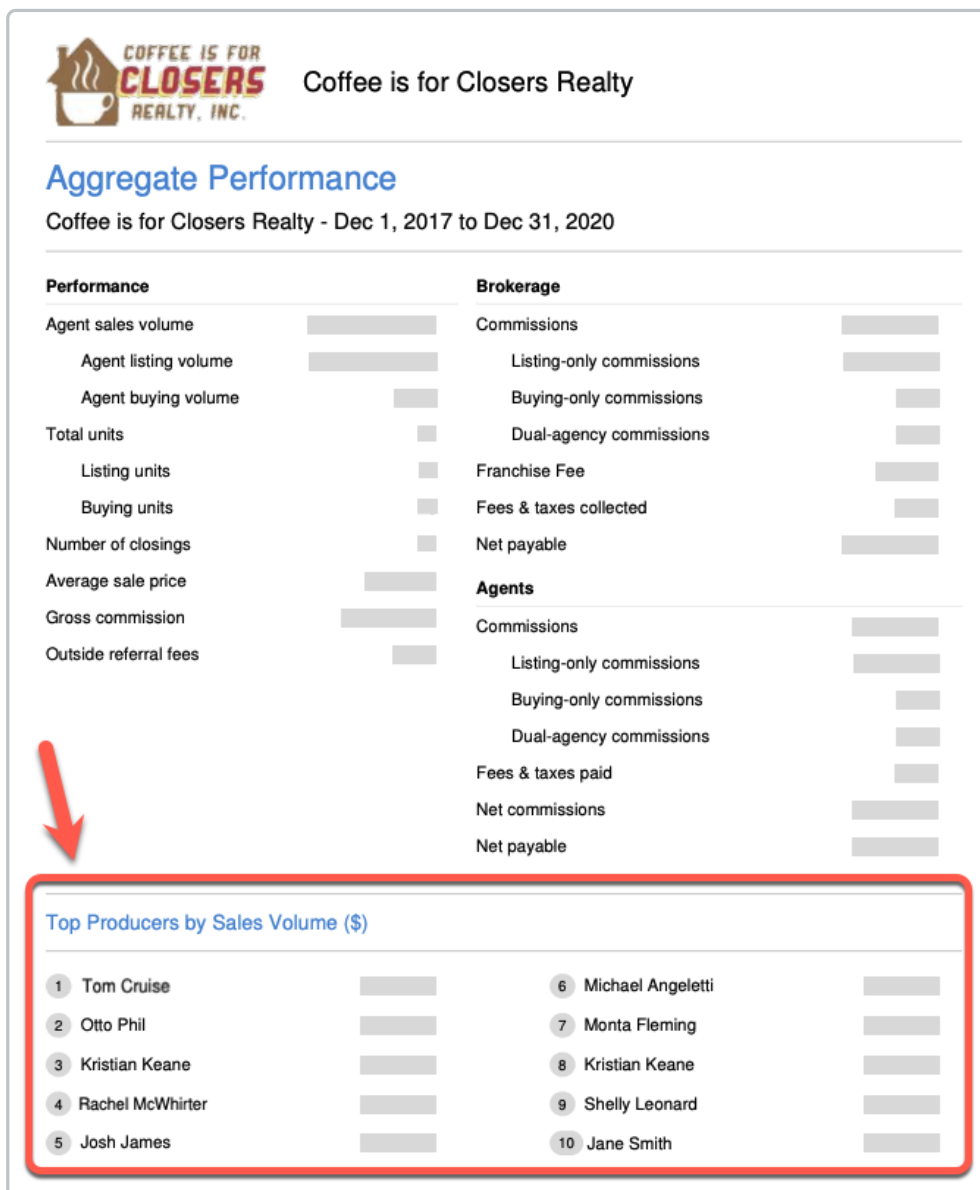 COFFEE IS FOR
CLOSERS
REALTY, INC.
Coffee is for Closers Realty
Aggregate Performance
Coffee is for Closers Realty - Dec 1, 2017 to Dec 31, 2020
Performance
Agent sales volume
Agent listing volume
Agent buying volume
Total units
Listing units
Buying units
Number of closings
Average sale price
Gross commission
Outside referral fees
Brokerage
Commissions
Listing-only commissions
Buying-only commissions
Dual-agency commissions
Franchise Fee
Fees & taxes collected
Net payable
Agents
Commissions
Listing-only commissions
Buying-only commissions
Dual-agency commissions
Fees & taxes paid
Net commissions
Net payable
Top Producers by Sales Volume ($)
1 Tom Cruise
2 Otto Phil
3 Kristian Keane
4 Rachel McWhirter
5 Josh James
6 Michael Angeletti
7 Monta Fleming
8 Kristian Keane
9 Shelly Leonard
10 Jane Smith